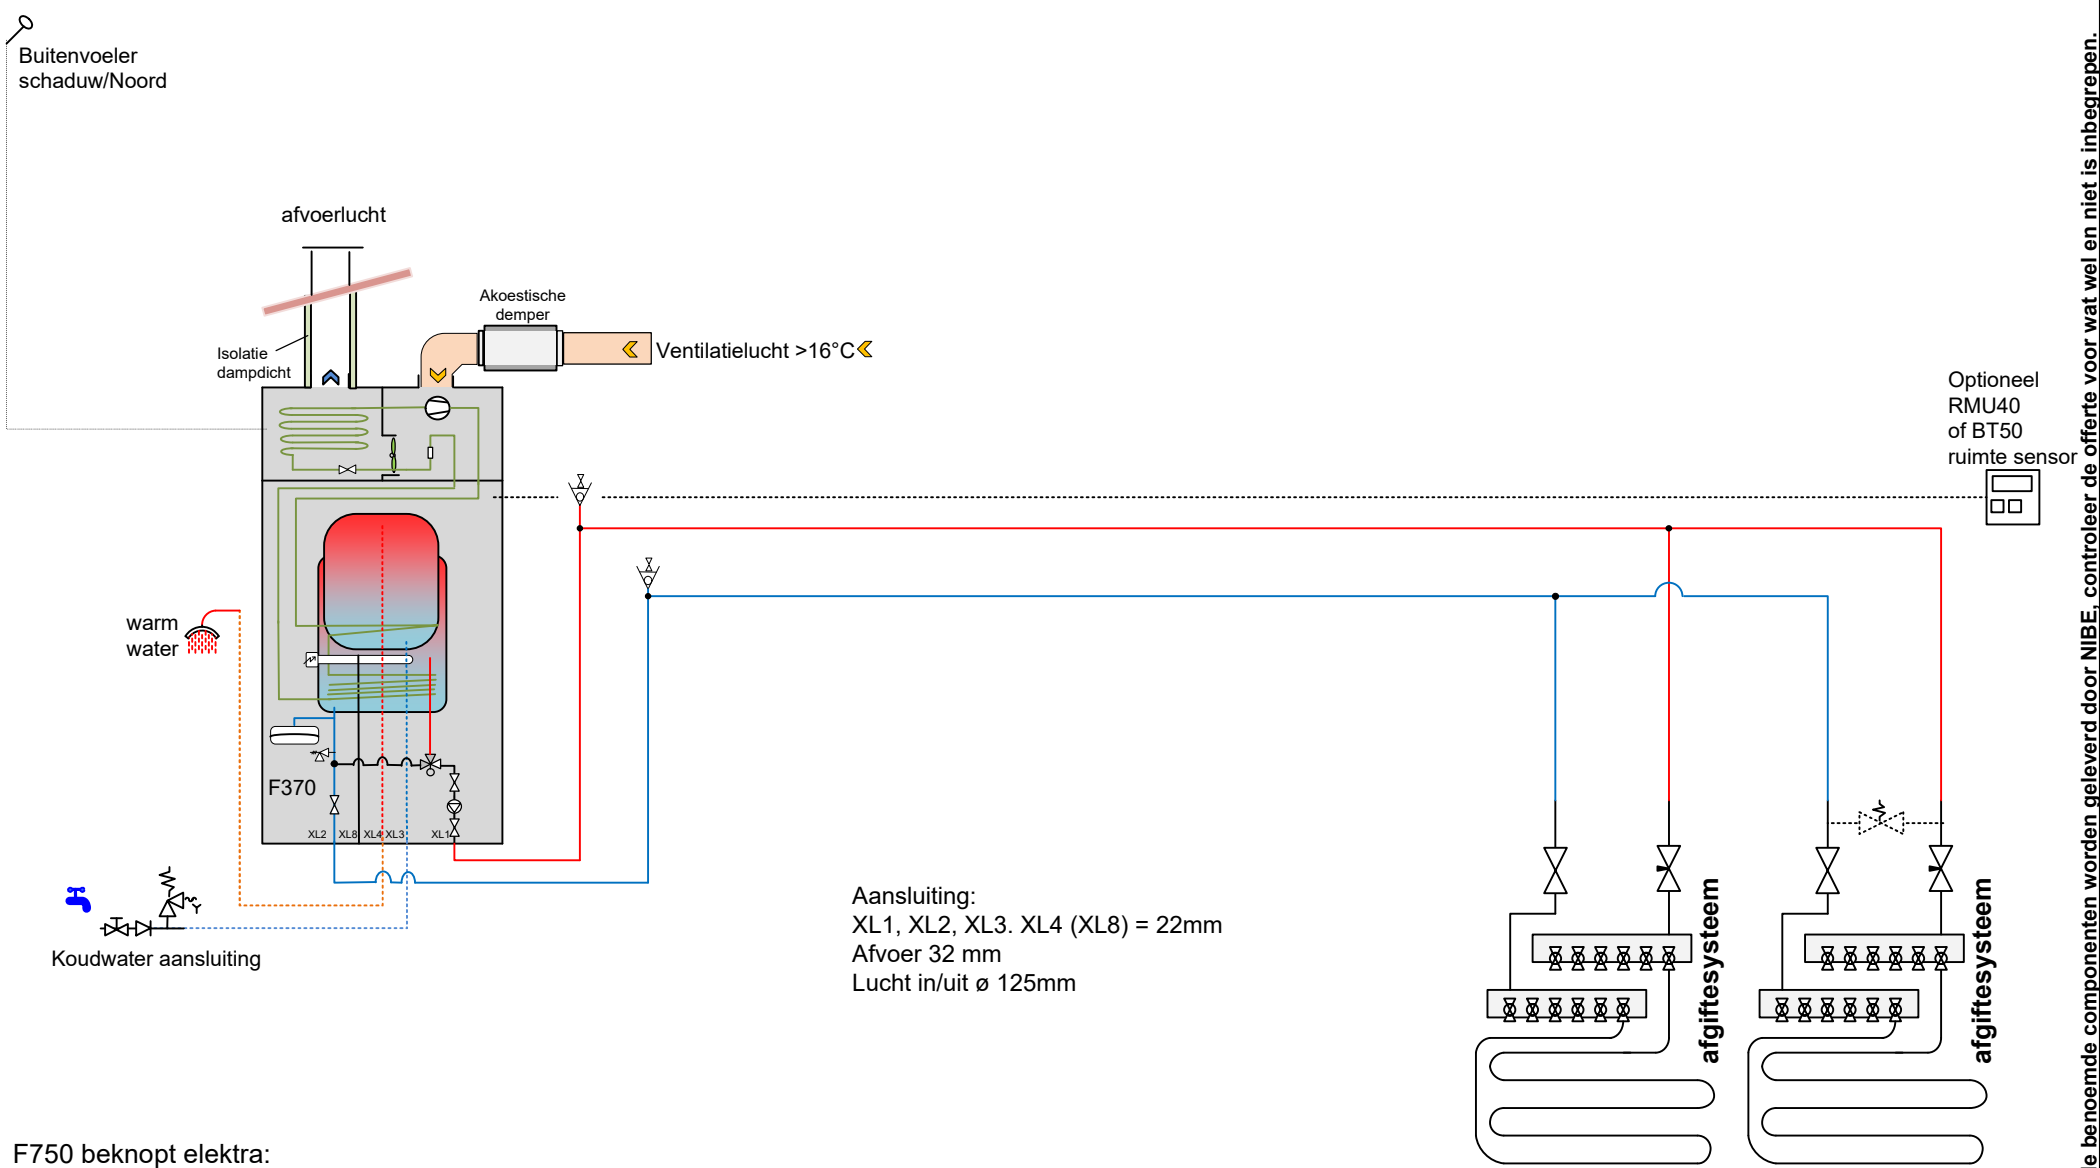 Buitenvoeler
schaduw/Noord
afvoerlucht
Akoestische
demper
Isolatie
dampdicht
Ventilatielucht >16°C
Optioneel
RMU40
of BT50
ruimte sensor
warm
water
F370
XL2
XL8
XL4
XL3
XL1
Koudwater aansluiting
Aansluiting:
XL1, XL2, XL3. XL4 (XL8) = 22mm
Afvoer 32 mm
Lucht in/uit ø 125mm
afgiftesysteem
afgiftesysteem
F750 beknopt elektra:
benoemde componenten worden geleverd door NIBE, controleer de offerte voor wat wel en niet is inbegrepen.